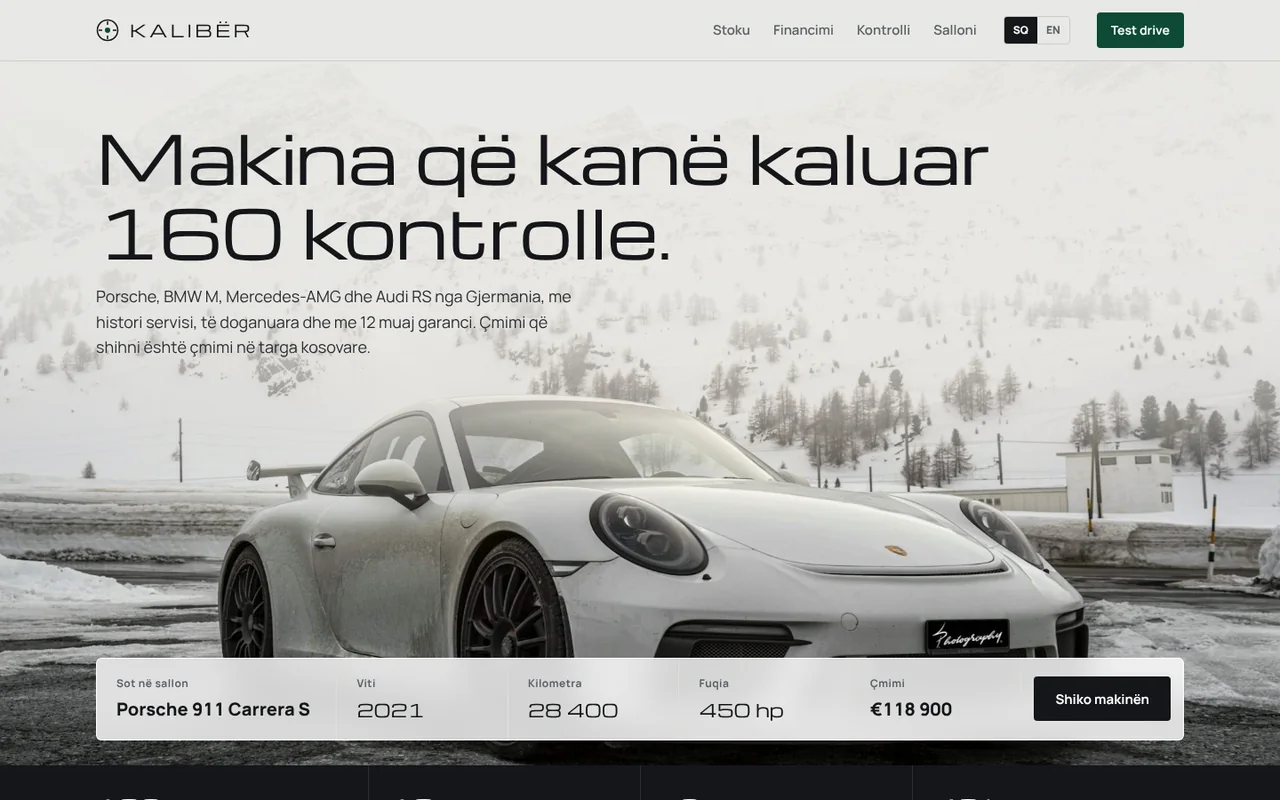 KALIBËR
Stoku
Financimi
Kontrolli
Salloni
SQ
EN
Test drive
Makina që kanë kaluar
160 kontrolle.
Porsche, BMW M, Mercedes-AMG dhe Audi RS nga Gjermania, me
histori servisi, të doganuara dhe me 12 muaj garanci. Çmimi që
shihni është çmimi në targa kosovare.
Photography
Sot në sallon
Porsche 911 Carrera S
Viti
2021
Kilometra
28 400
Fuqia
450 hp
Çmimi
€118 900
Shiko makinën